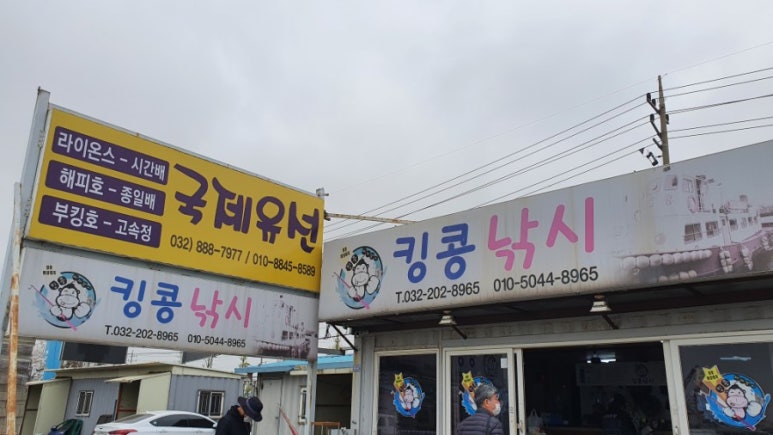 라이온스 - 시간배
해피호 - 종일배
부킹호 - 고속정
국제유선
032) 888-7977 / 010-8845-8589
킹콩낚시
T.032-202-8965 010-5044-8965
킹콩낚시
T.032-202-8965 010-5044-8965